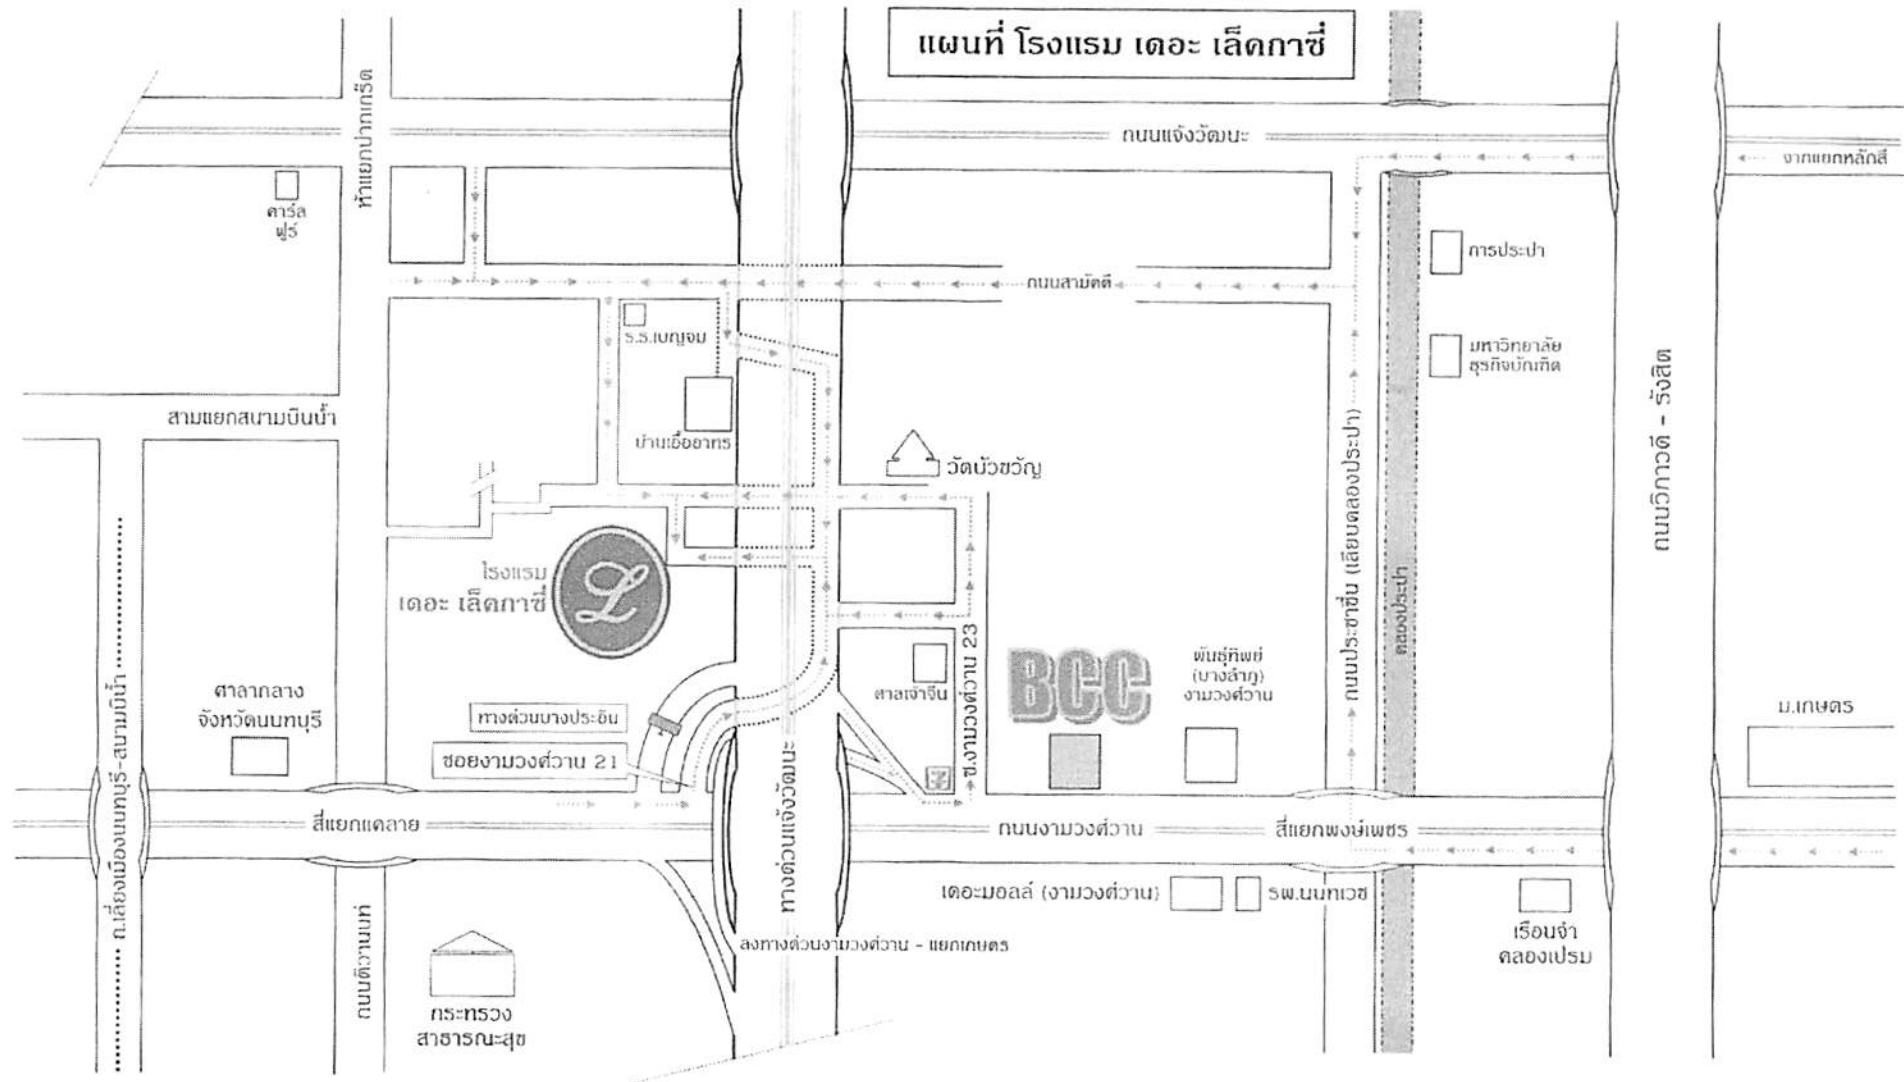 แผนที่ โรงแรม เดอะ เล็คกาซี่
ห้าแยกปากเกร็ด
ถนนแจ้งวัฒนะ
จากแยกหลักสี่
คาร์ล
ฟูร์
การประปา
ถนนสามัคคี
ร.ร.เบญจม
มหาวิทยาลัย
ธุรกิจบัณฑิต
สามแยกสนามบินน้ำ
บ้านเอื้ออาทร
วัดบัวขวัญ
ถนนประชาชื่น (เลียบคลองประปา)
คลองประปา
ถนนวิภาวดี - รังสิต
โรงแรม
เดอะ เล็คกาซี่
L
ถ.เลี่ยงเมืองนนทบุรี-สนามบินน้ำ
ศาลากลาง
จังหวัดนนทบุรี
ทางด่วนบางปะอิน
ซอยงามวงศ์วาน 21
ทางด่วนแจ้งวัฒนะ
ศาลเจ้าจีน
ซ.งามวงศ์วาน 23
BCC
พันธุ์ทิพย์
(บางลำภู)
งามวงศ์วาน
ม.เกษตร
สี่แยกแคลาย
ถนนงามวงศ์วาน
สี่แยกพงษ์เพชร
เดอะมอลล์ (งามวงศ์วาน)
รพ.นนทเวช
เรือนจำ
คลองเปรม
ลงทางด่วนงามวงศ์วาน - แยกเกษตร
ถนนติวานนท์
กระทรวง
สาธารณะสุข